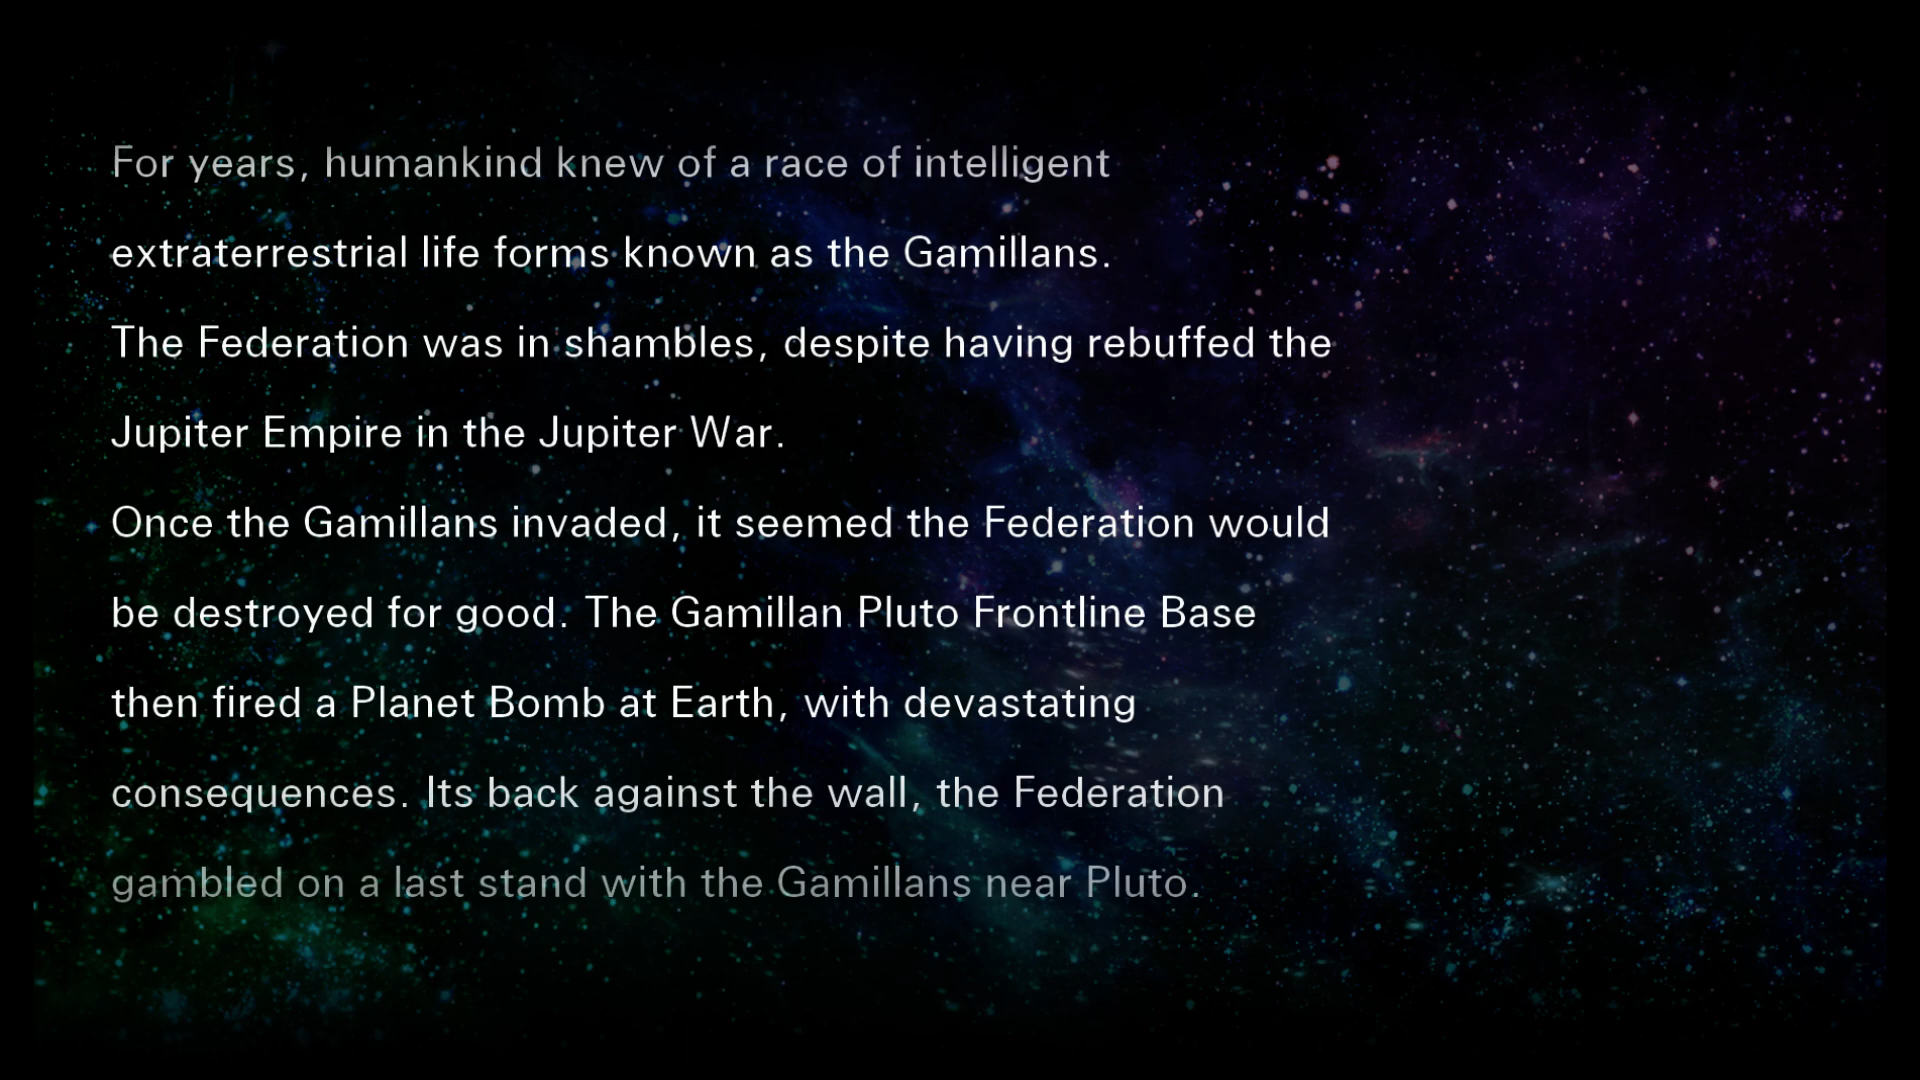 For years, humankind knew of a race of intelligent
extraterrestrial life forms known as the Gamillans.
The Federation was in shambles, despite having rebuffed the
Jupiter Empire in the Jupiter War.
Once the Gamillans invaded, it seemed the Federation would
be destroyed for good. The Gamillan Pluto Frontline Base
then fired a Planet Bomb at Earth, with devastating
consequences. Its back against the wall, the Federation
gambled on a last stand with the Gamillans near Pluto.